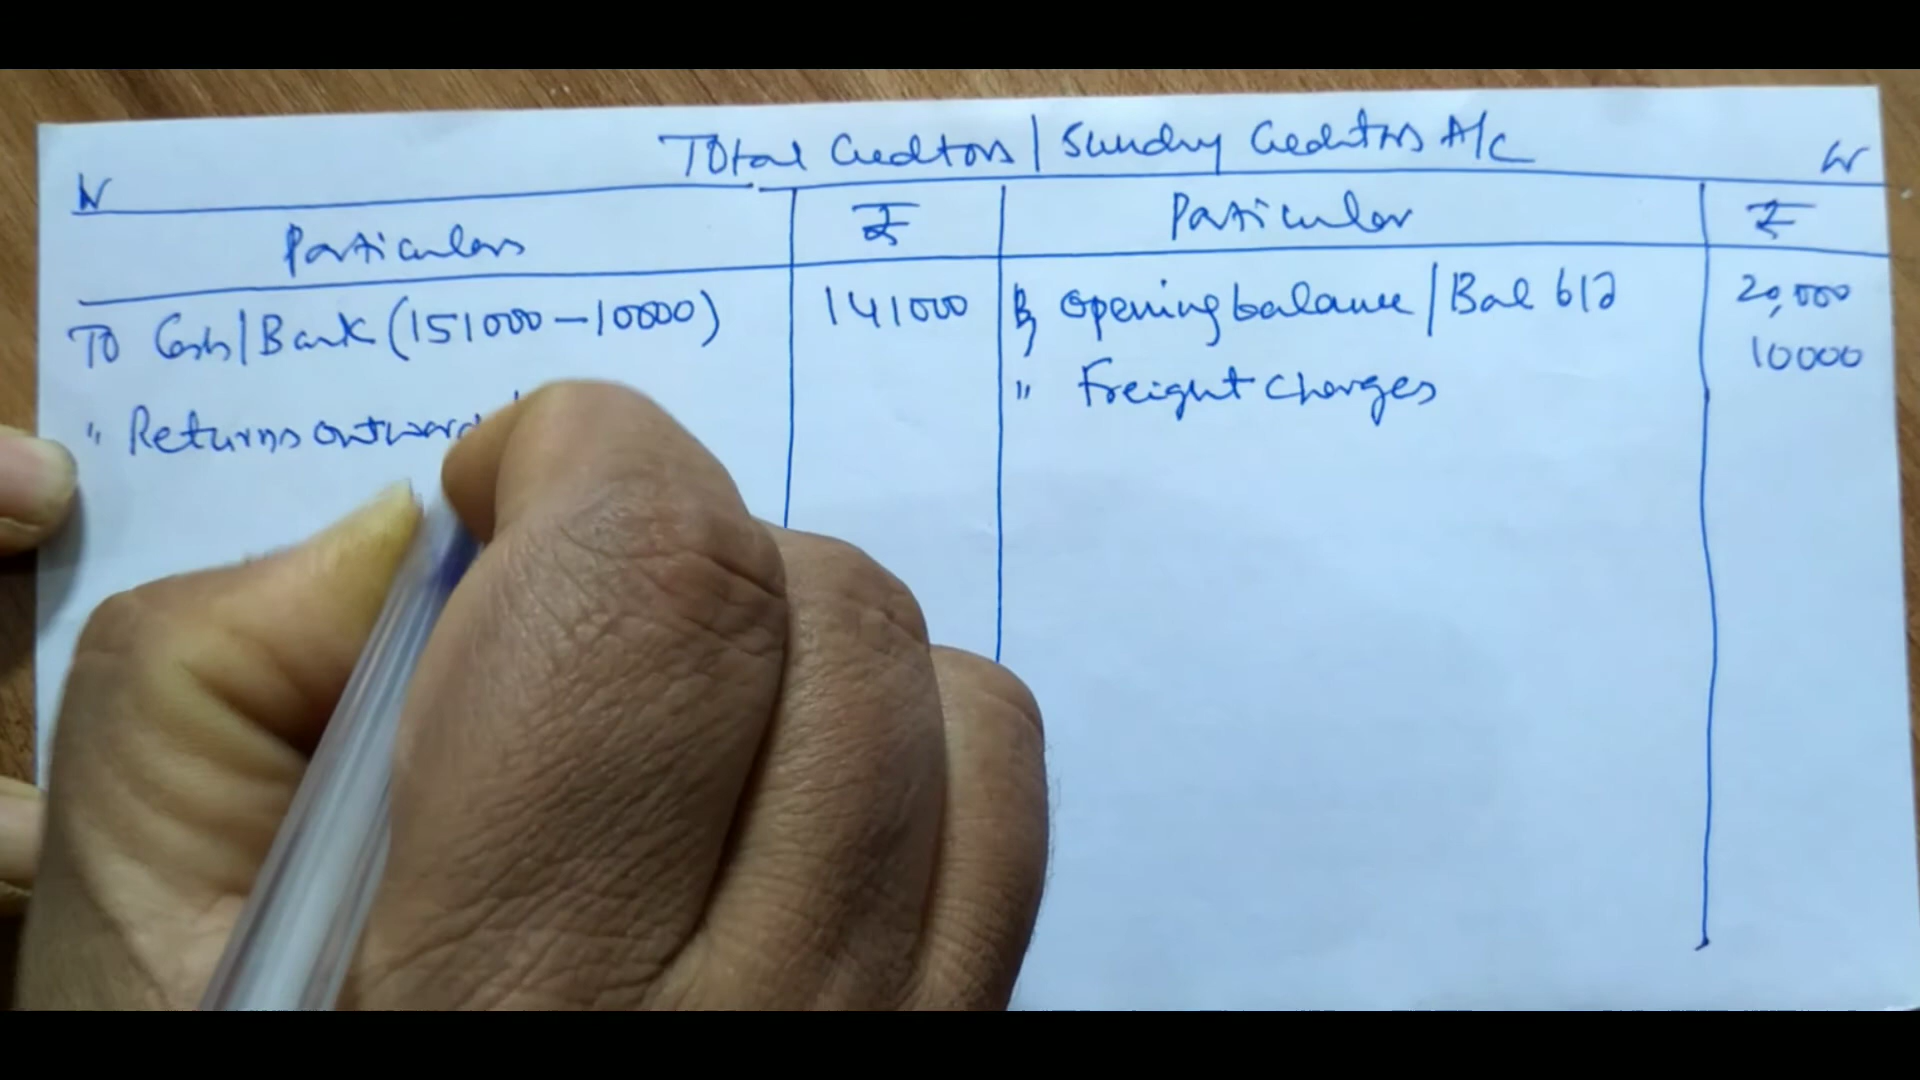 Total Creditors / Sundry Creditors A/C
Dr Cr
Particulars ₹ Particular ₹
To Cash/Bank (151000-10000) 141000 By Opening balance / Bal b/d 20,000
" Returns outward " Freight charges 10000